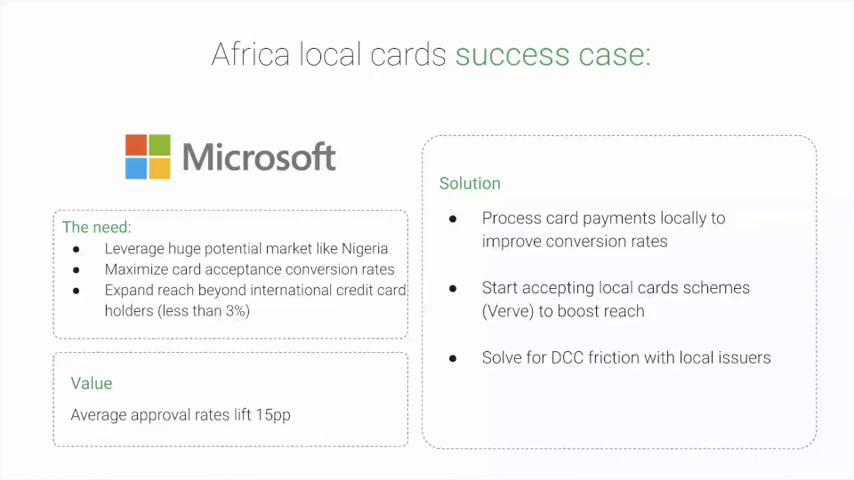 Africa local cards success case:
Microsoft
The need:
● Leverage huge potential market like Nigeria
● Maximize card acceptance conversion rates
● Expand reach beyond international credit card
holders (less than 3%)
Value
Average approval rates lift 15pp
Solution
● Process card payments locally to
improve conversion rates
● Start accepting local cards schemes
(Verve) to boost reach
● Solve for DCC friction with local issuers